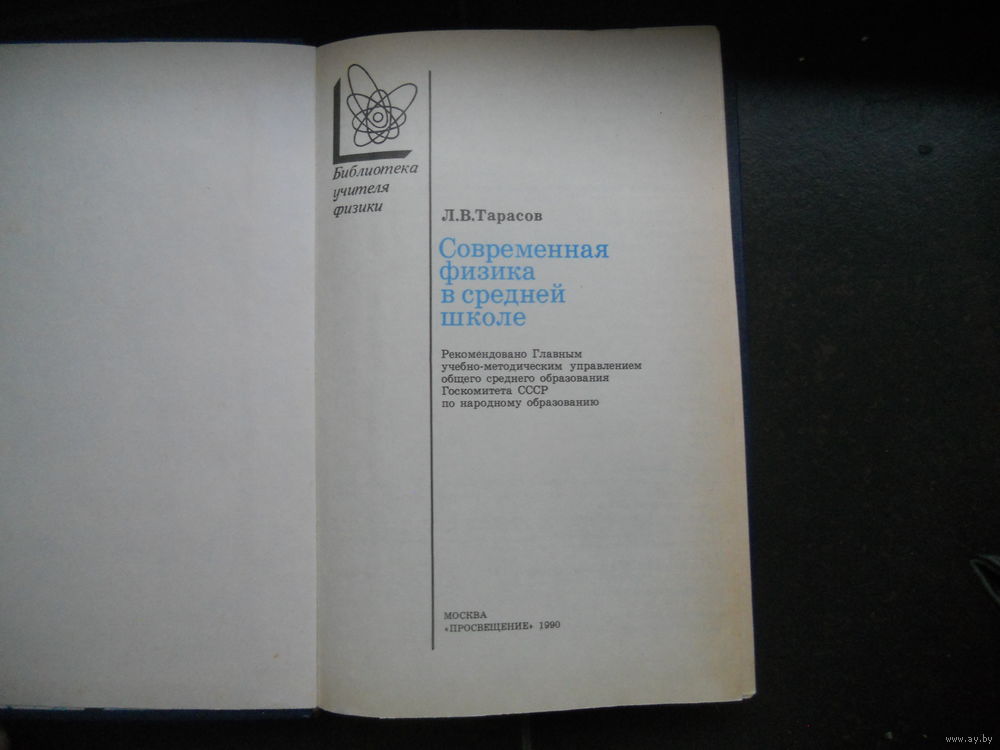 Библиотека
учителя
физики
Л.В.Тарасов
Современная
физика
в средней
школе
Рекомендовано Главным
учебно-методическим управлением
общего среднего образования
Госкомитета СССР
по народному образованию
МОСКВА
«ПРОСВЕЩЕНИЕ» 1990
www.ay.by